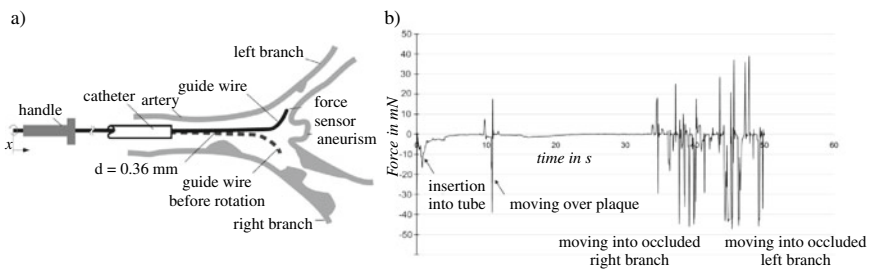 a)
left branch
guide wire
catheter
artery
handle
force
sensor
aneurism
x
d = 0.36 mm
guide wire
before rotation
right branch
b)
Force in mN
50
40
30
20
10
0
-10
-20
-30
-40
-50
0
10
20
30
40
50
60
time in s
insertion
into tube
moving over plaque
moving into occluded
right branch
moving into occluded
left branch